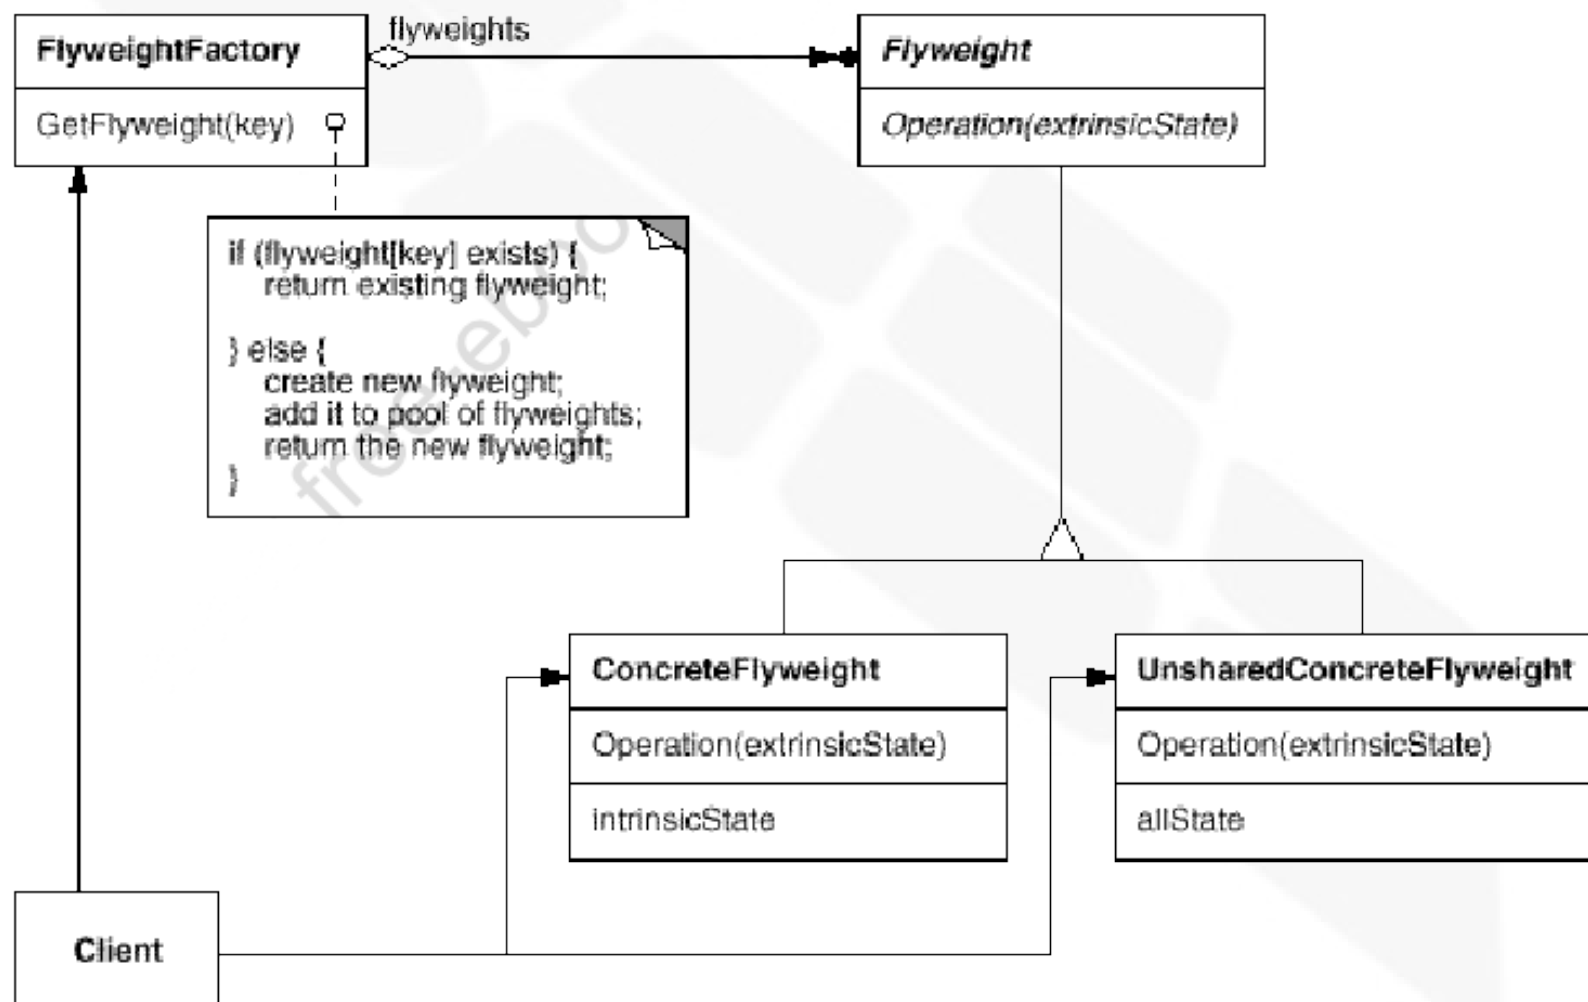 flyweights
FlyweightFactory
GetFlyweight(key)
Flyweight
Operation(extrinsicState)
if (flyweight[key] exists) {
return existing flyweight;
} else {
create new flyweight;
add it to pool of flyweights;
return the new flyweight;
}
ConcreteFlyweight
Operation(extrinsicState)
intrinsicState
UnsharedConcreteFlyweight
Operation(extrinsicState)
allState
Client